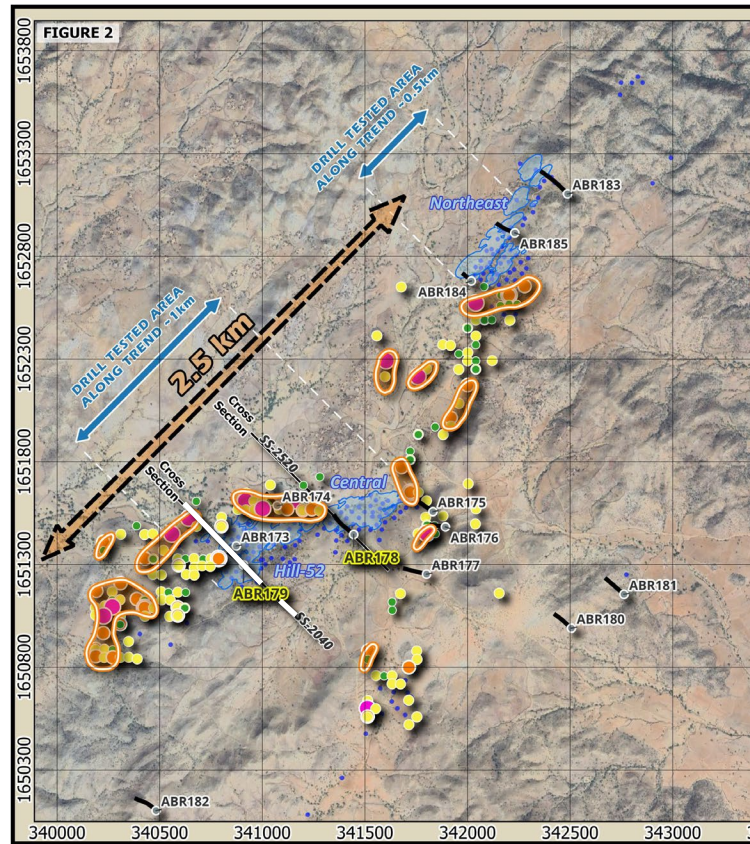 FIGURE 2
1653800
1653300
1652800
1652300
1651800
1651300
1650800
1650300
DRILL TESTED AREA
ALONG TREND ~0.5km
DRILL TESTED AREA
ALONG TREND ~1km
2.5 km
Northeast
ABR183
ABR185
ABR184
Cross
Section
SS-2520
Cross
Section
Central
ABR174
ABR175
ABR176
ABR173
ABR178
ABR177
Hill-52
ABR179
SS-2040
ABR181
ABR180
ABR182
340000
340500
341000
341500
342000
342500
343000
3